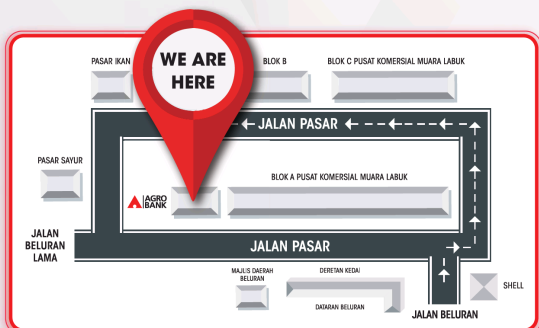 WE ARE
HERE
PASAR IKAN
BLOK B
BLOK C PUSAT KOMERSIAL MUARA LABUK
JALAN PASAR
PASAR SAYUR
BLOK A PUSAT KOMERSIAL MUARA LABUK
AGRO
BANK
JALAN
BELURAN
LAMA
JALAN PASAR
MAJLIS DAERAH
BELURAN
DERETAN KEDAI
DATARAN BELURAN
SHELL
JALAN BELURAN